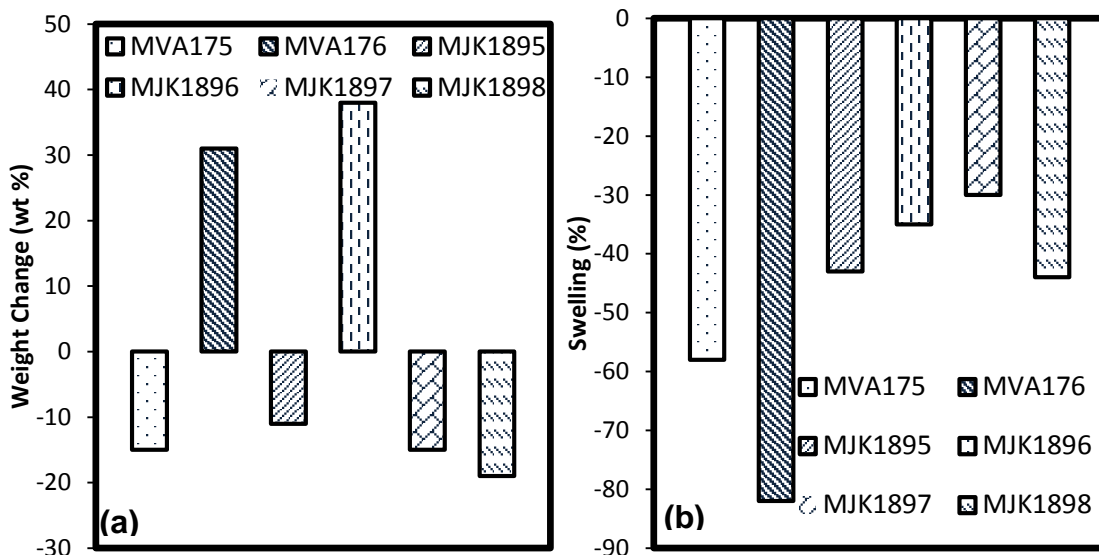 50
40
30
20
10
0
-10
-20
-30
Weight Change (wt %)
MVA175 MVA176 MJK1895
MJK1896 MJK1897 MJK1898
(a)
0
-10
-20
-30
-40
-50
-60
-70
-80
-90
Swelling (%)
MVA175 MVA176
MJK1895 MJK1896
MJK1897 MJK1898
(b)